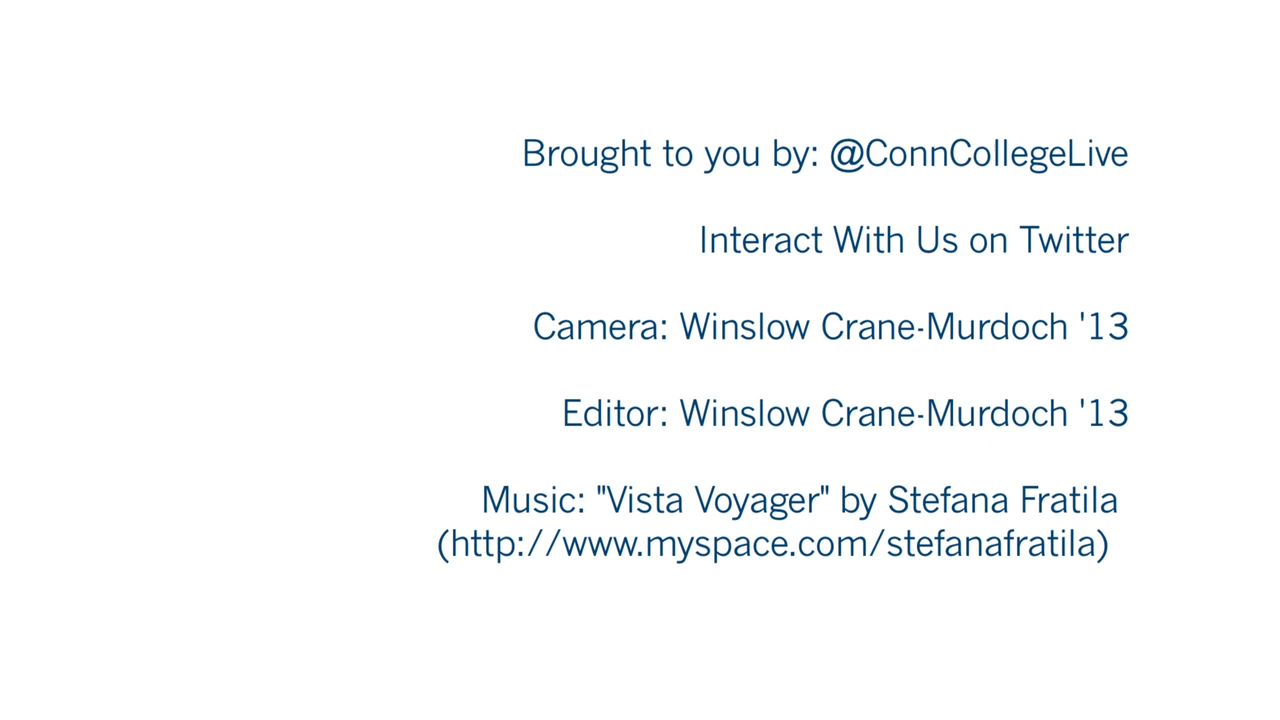 Brought to you by: @ConnCollegeLive
Interact With Us on Twitter
Camera: Winslow Crane-Murdoch '13
Editor: Winslow Crane-Murdoch '13
Music: "Vista Voyager" by Stefana Fratila
(http://www.myspace.com/stefanafratila)